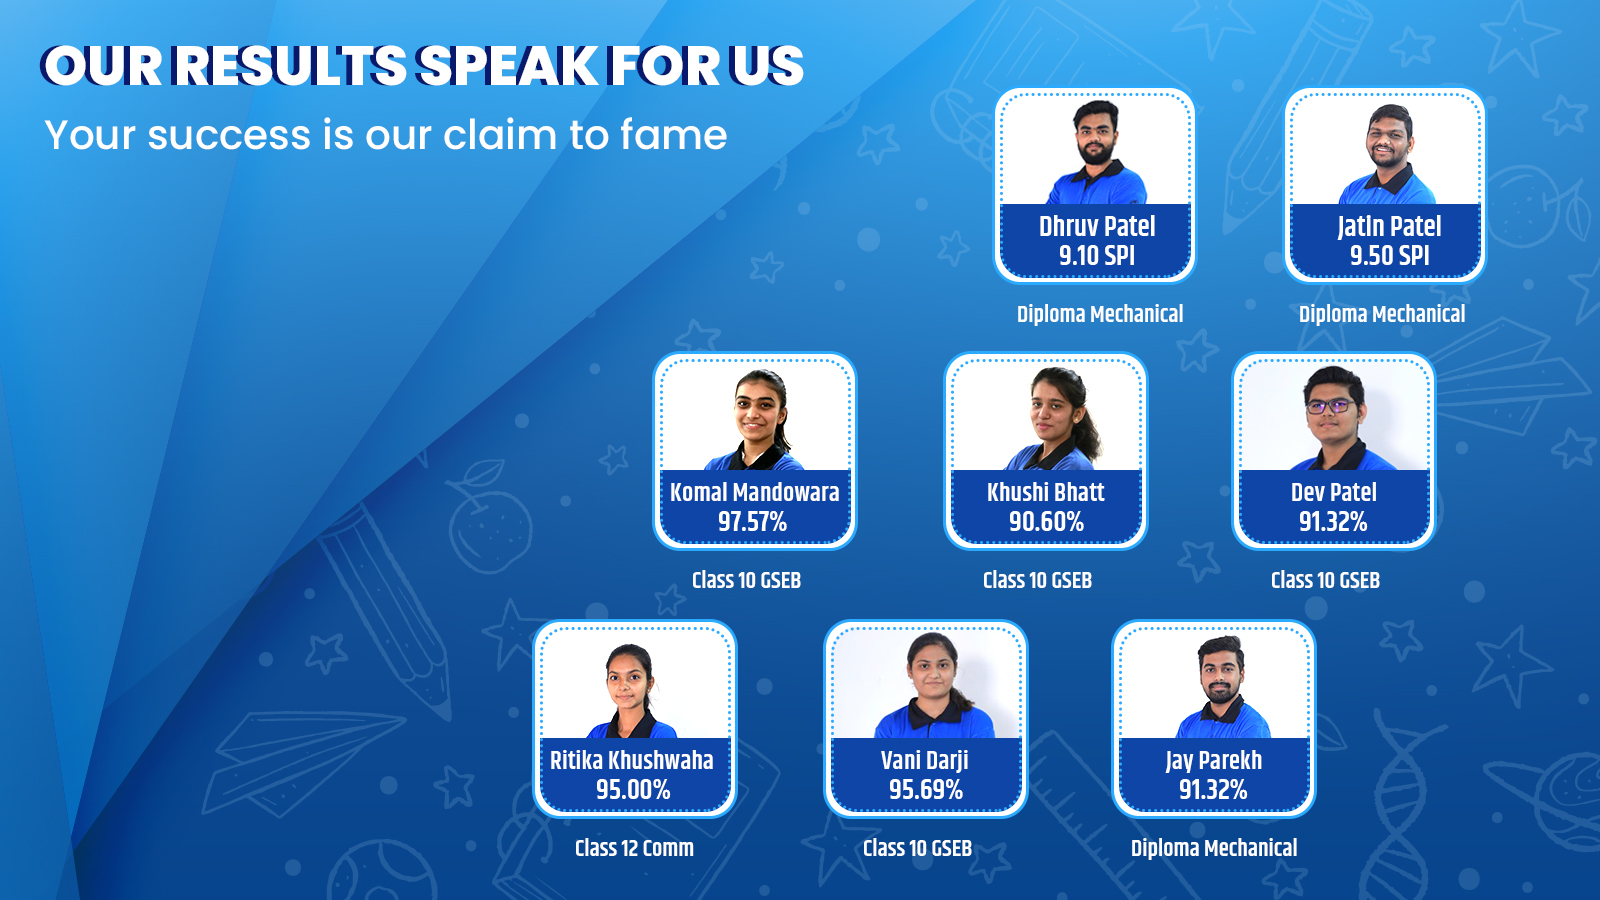 OUR RESULTS SPEAK FOR US
Your success is our claim to fame
Dhruv Patel
9.10 SPI
Diploma Mechanical
Jatin Patel
9.50 SPI
Diploma Mechanical
Komal Mandowara
97.57%
Class 10 GSEB
Khushi Bhatt
90.60%
Class 10 GSEB
Dev Patel
91.32%
Class 10 GSEB
Ritika Khushwaha
95.00%
Class 12 Comm
Vani Darji
95.69%
Class 10 GSEB
Jay Parekh
91.32%
Diploma Mechanical